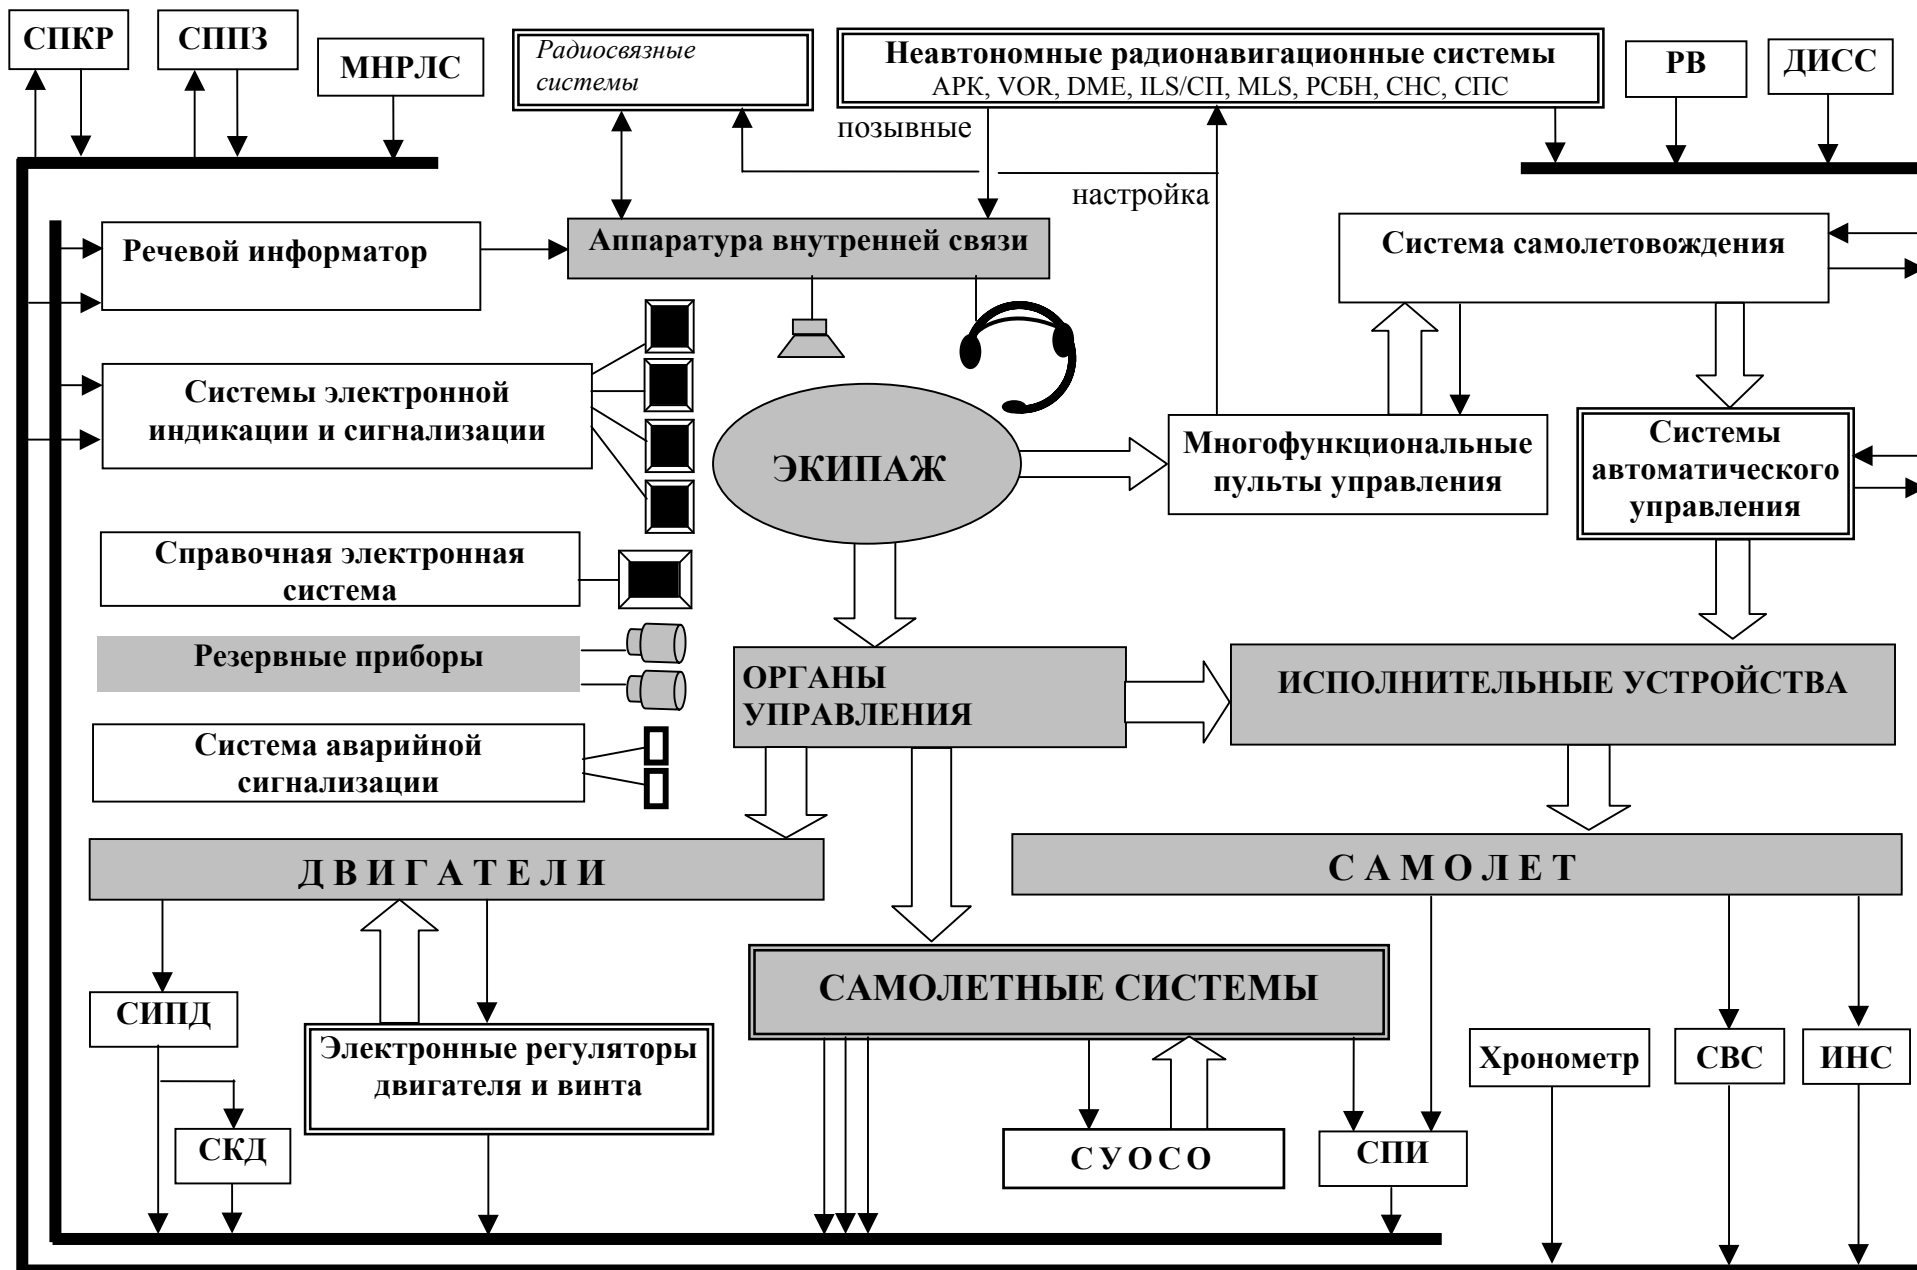 СПКР
СППЗ
МНРЛС
Радиосвязные
системы
Неавтономные радионавигационные системы
АРК, VOR, DME, ILS/СП, MLS, РСБН, СНС, СПС
РВ
ДИСС
позывные
настройка
Речевой информатор
Аппаратура внутренней связи
Система самолетовождения
Системы электронной
индикации и сигнализации
ЭКИПАЖ
Многофункциональные
пульты управления
Системы
автоматического
управления
Справочная электронная
система
Резервные приборы
ОРГАНЫ
УПРАВЛЕНИЯ
ИСПОЛНИТЕЛЬНЫЕ УСТРОЙСТВА
Система аварийной
сигнализации
Д В И Г А Т Е Л И
С А М О Л Е Т
САМОЛЕТНЫЕ СИСТЕМЫ
СИПД
Электронные регуляторы
двигателя и винта
Хронометр
СВС
ИНС
СКД
С У О С О
СПИ